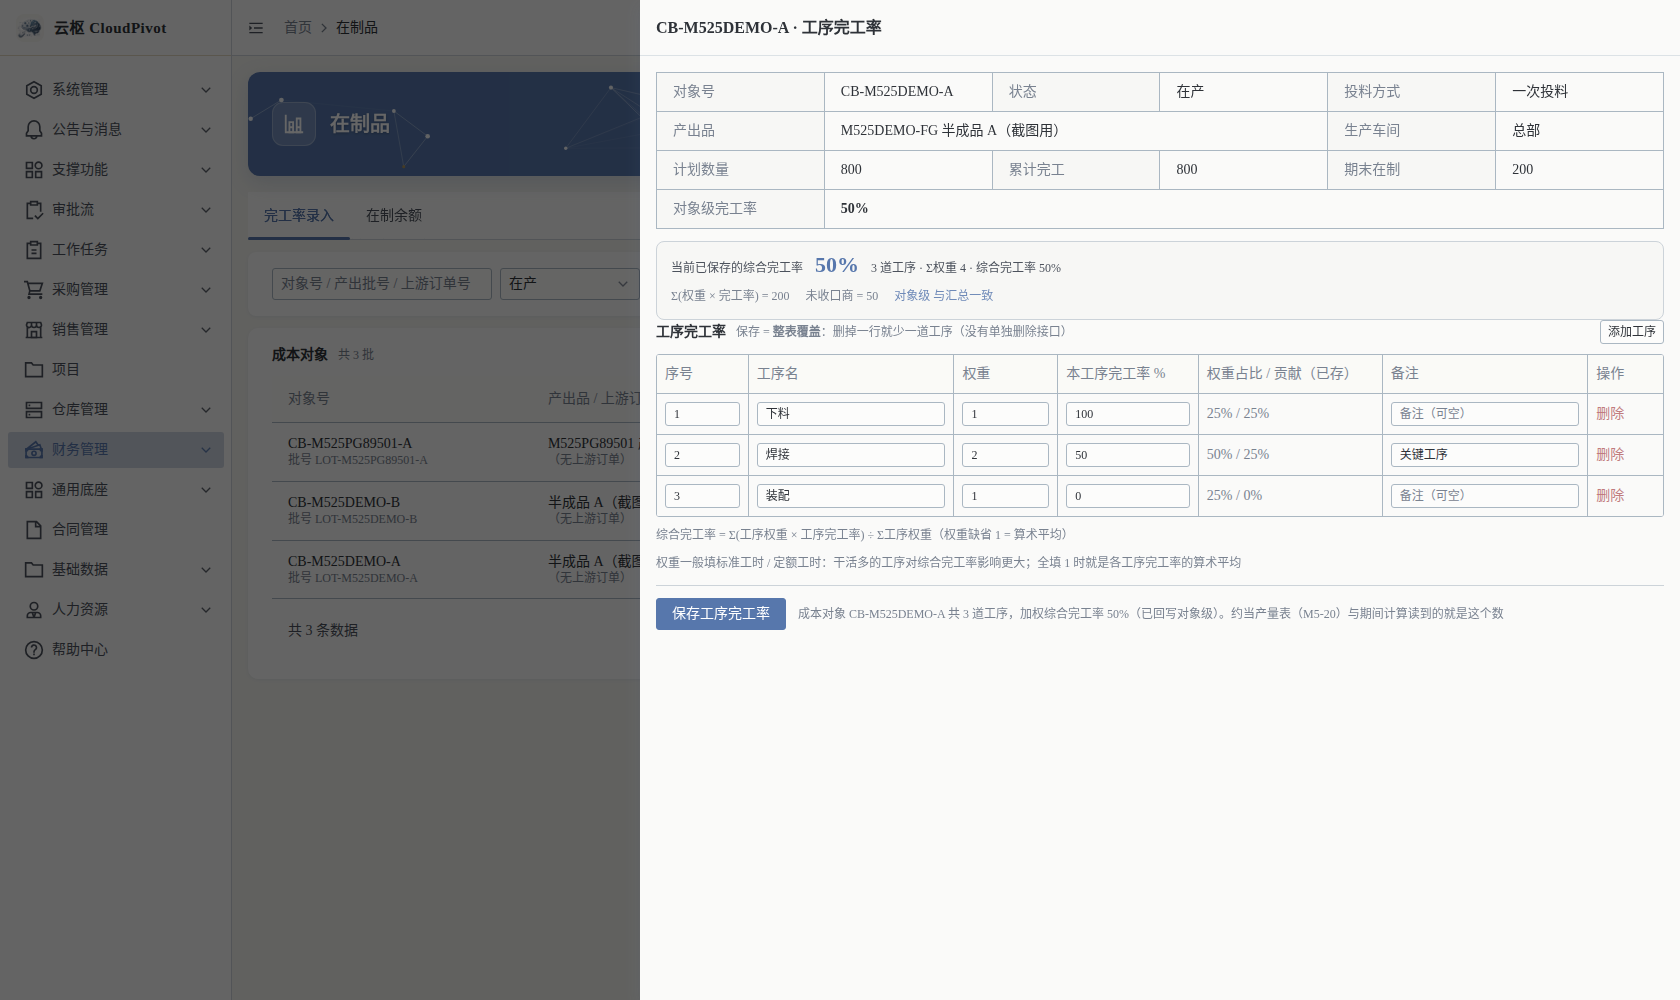 云枢 CloudPivot
系统管理
公告与消息
支撑功能
审批流
工作任务
采购管理
销售管理
项目
仓库管理
财务管理
通用底座
合同管理
基础数据
人力资源
帮助中心
首页 > 在制品
在制品
完工率录入 在制余额
对象号 / 产出批号 / 上游订单号 在产
成本对象 共 3 批
对象号 产出品 / 上游订
CB-M525PG89501-A M525PG89501
批号 LOT-M525PG89501-A （无上游订单）
CB-M525DEMO-B 半成品 A（截图
批号 LOT-M525DEMO-B （无上游订单）
CB-M525DEMO-A 半成品 A（截图
批号 LOT-M525DEMO-A （无上游订单）
共 3 条数据
CB-M525DEMO-A · 工序完工率
对象号 CB-M525DEMO-A 状态 在产 投料方式 一次投料
产出品 M525DEMO-FG 半成品 A（截图用） 生产车间 总部
计划数量 800 累计完工 800 期末在制 200
对象级完工率 50%
当前已保存的综合完工率 50% 3 道工序 · Σ权重 4 · 综合完工率 50%
Σ(权重 × 完工率) = 200 未收口商 = 50 对象级 与汇总一致
工序完工率 保存 = 整表覆盖：删掉一行就少一道工序（没有单独删除接口） 添加工序
序号 工序名 权重 本工序完工率 % 权重占比 / 贡献（已存） 备注 操作
1 下料 1 100 25% / 25% 备注（可空） 删除
2 焊接 2 50 50% / 25% 关键工序 删除
3 装配 1 0 25% / 0% 备注（可空） 删除
综合完工率 = Σ(工序权重 × 工序完工率) ÷ Σ工序权重（权重缺省 1 = 算术平均）
权重一般填标准工时 / 定额工时：干活多的工序对综合完工率影响更大；全填 1 时就是各工序完工率的算术平均
保存工序完工率 成本对象 CB-M525DEMO-A 共 3 道工序，加权综合完工率 50%（已回写对象级）。约当产量表（M5-20）与期间计算读到的就是这个数